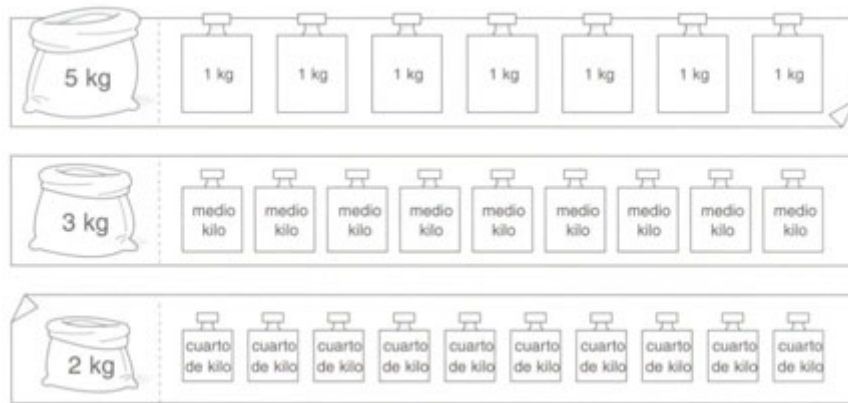 5 kg
1 kg 1 kg 1 kg 1 kg 1 kg 1 kg 1 kg
3 kg
medio medio medio medio medio medio medio medio medio
kilo kilo kilo kilo kilo kilo kilo kilo kilo
2 kg
cuarto cuarto cuarto cuarto cuarto cuarto cuarto cuarto cuarto cuarto
de kilo de kilo de kilo de kilo de kilo de kilo de kilo de kilo de kilo de kilo